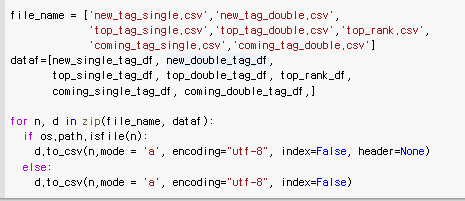 file_name = ['new_tag_single.csv','new_tag_double.csv',
'top_tag_single.csv','top_tag_double.csv','top_rank.csv',
'coming_tag_single.csv','coming_tag_double.csv']
dataf=[new_single_tag_df, new_double_tag_df,
top_single_tag_df, top_double_tag_df, top_rank_df,
coming_single_tag_df, coming_double_tag_df,]
for n, d in zip(file_name, dataf):
if os.path.isfile(n):
d.to_csv(n,mode = 'a', encoding="utf-8", index=False, header=None)
else:
d.to_csv(n,mode = 'a', encoding="utf-8", index=False)